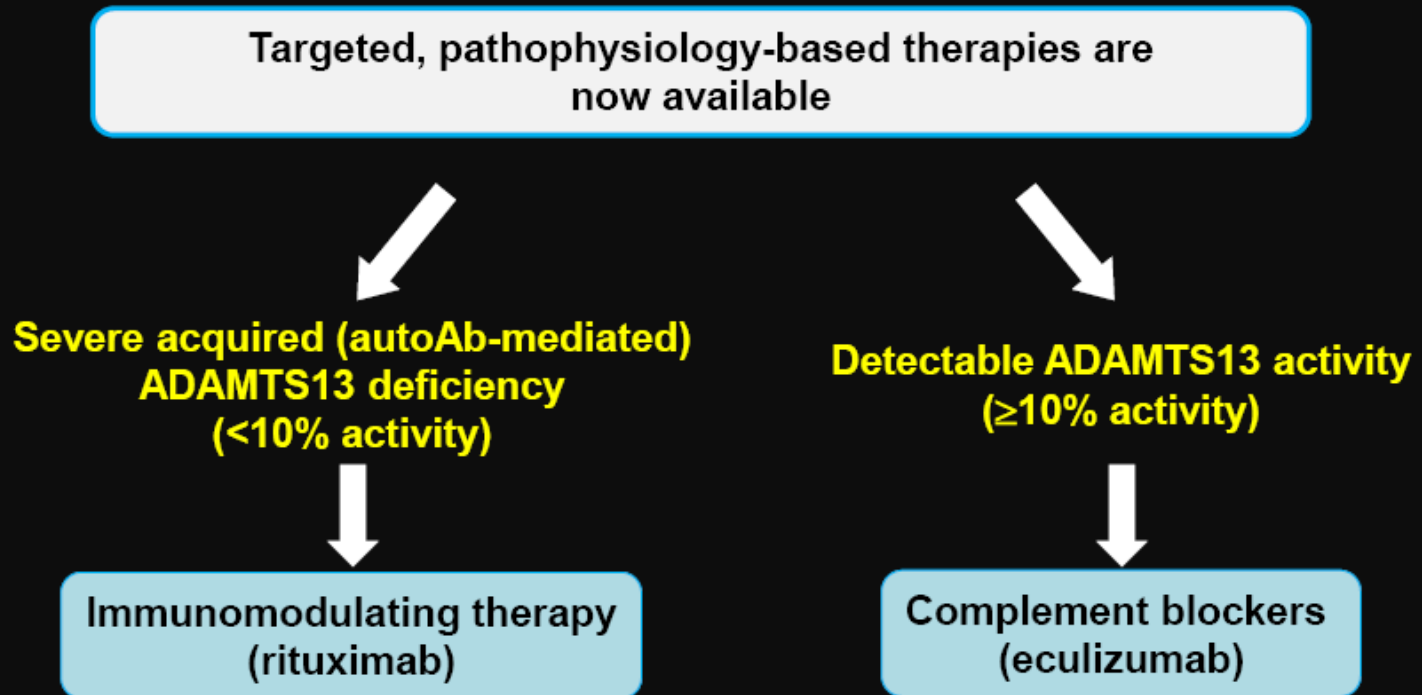 Targeted, pathophysiology-based therapies are
now available
Severe acquired (autoAb-mediated)
ADAMTS13 deficiency
(<10% activity)
Detectable ADAMTS13 activity
(≥10% activity)
Immunomodulating therapy
(rituximab)
Complement blockers
(eculizumab)